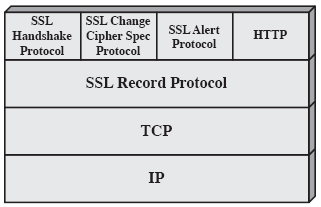 SSL
Handshake
Protocol
SSL Change
Cipher Spec
Protocol
SSL Alert
Protocol
HTTP
SSL Record Protocol
TCP
IP